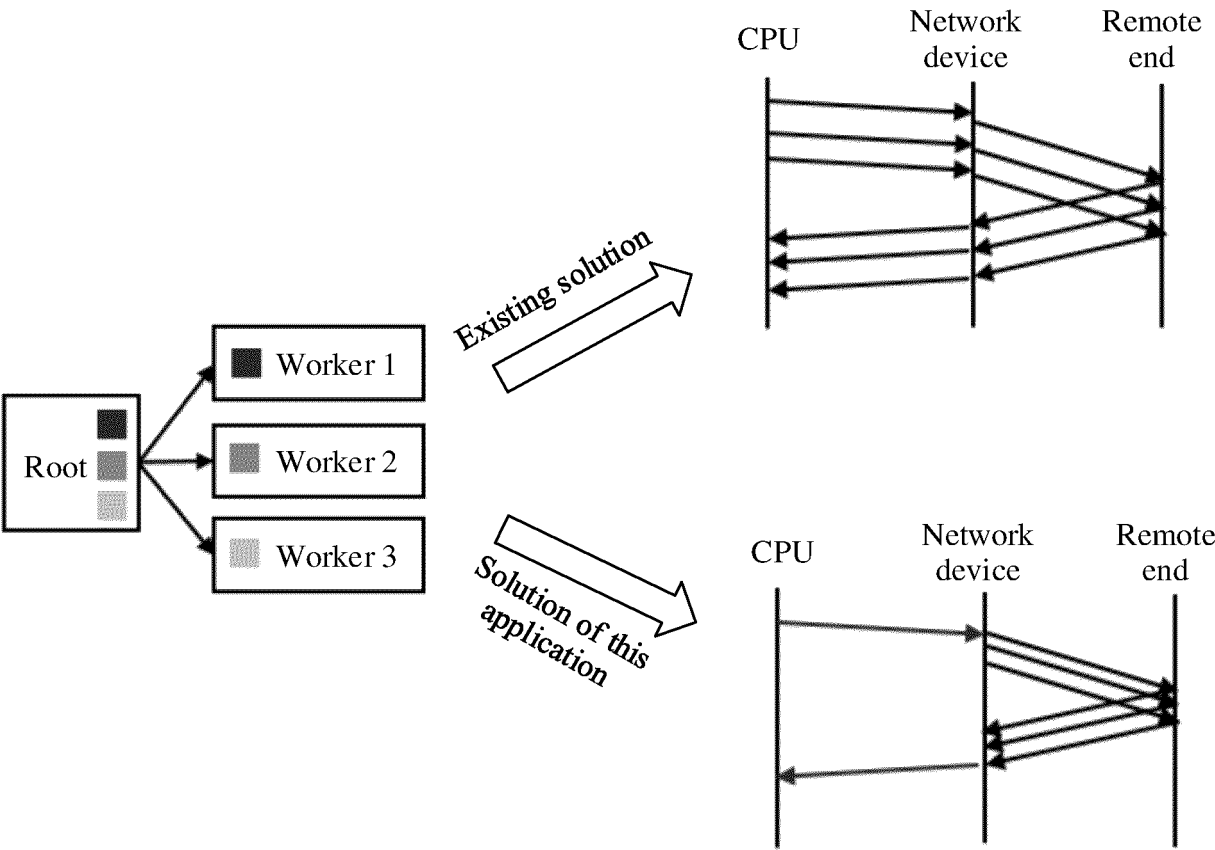 CPU
Network
device
Remote
end
Existing solution
Root
Worker 1
Worker 2
Worker 3
Solution of this
application
CPU
Network
device
Remote
end